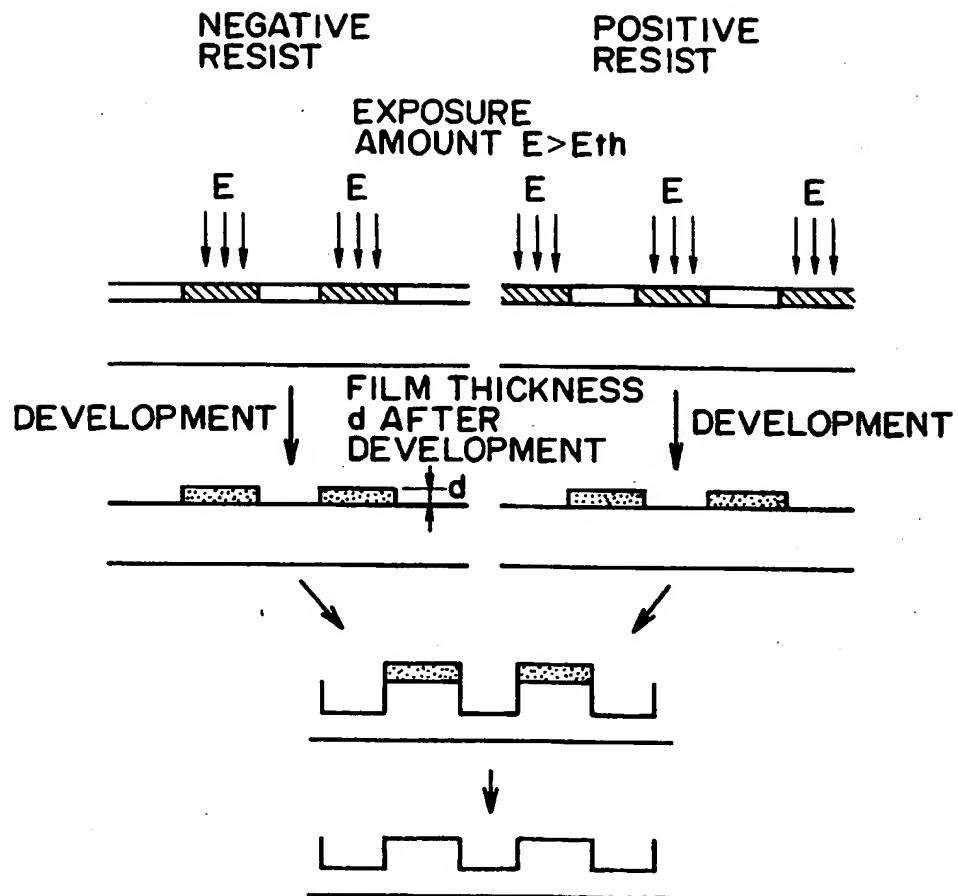 NEGATIVE
RESIST
POSITIVE
RESIST
EXPOSURE
AMOUNT E>Eth
E E E E E
DEVELOPMENT
FILM THICKNESS
d AFTER
DEVELOPMENT
DEVELOPMENT
d